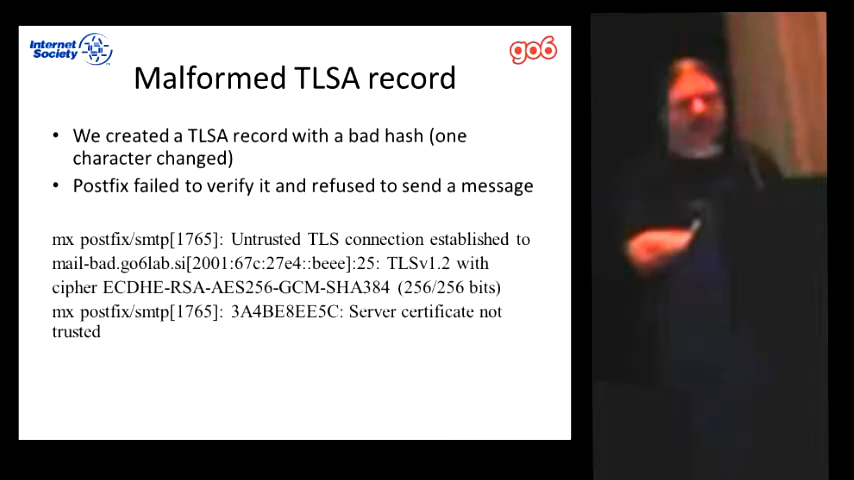 Internet
Society
go6
Malformed TLSA record
• We created a TLSA record with a bad hash (one
character changed)
• Postfix failed to verify it and refused to send a message
mx postfix/smtp[1765]: Untrusted TLS connection established to
mail-bad.go6lab.si[2001:67c:27e4::beee]:25: TLSv1.2 with
cipher ECDHE-RSA-AES256-GCM-SHA384 (256/256 bits)
mx postfix/smtp[1765]: 3A4BE8EE5C: Server certificate not
trusted